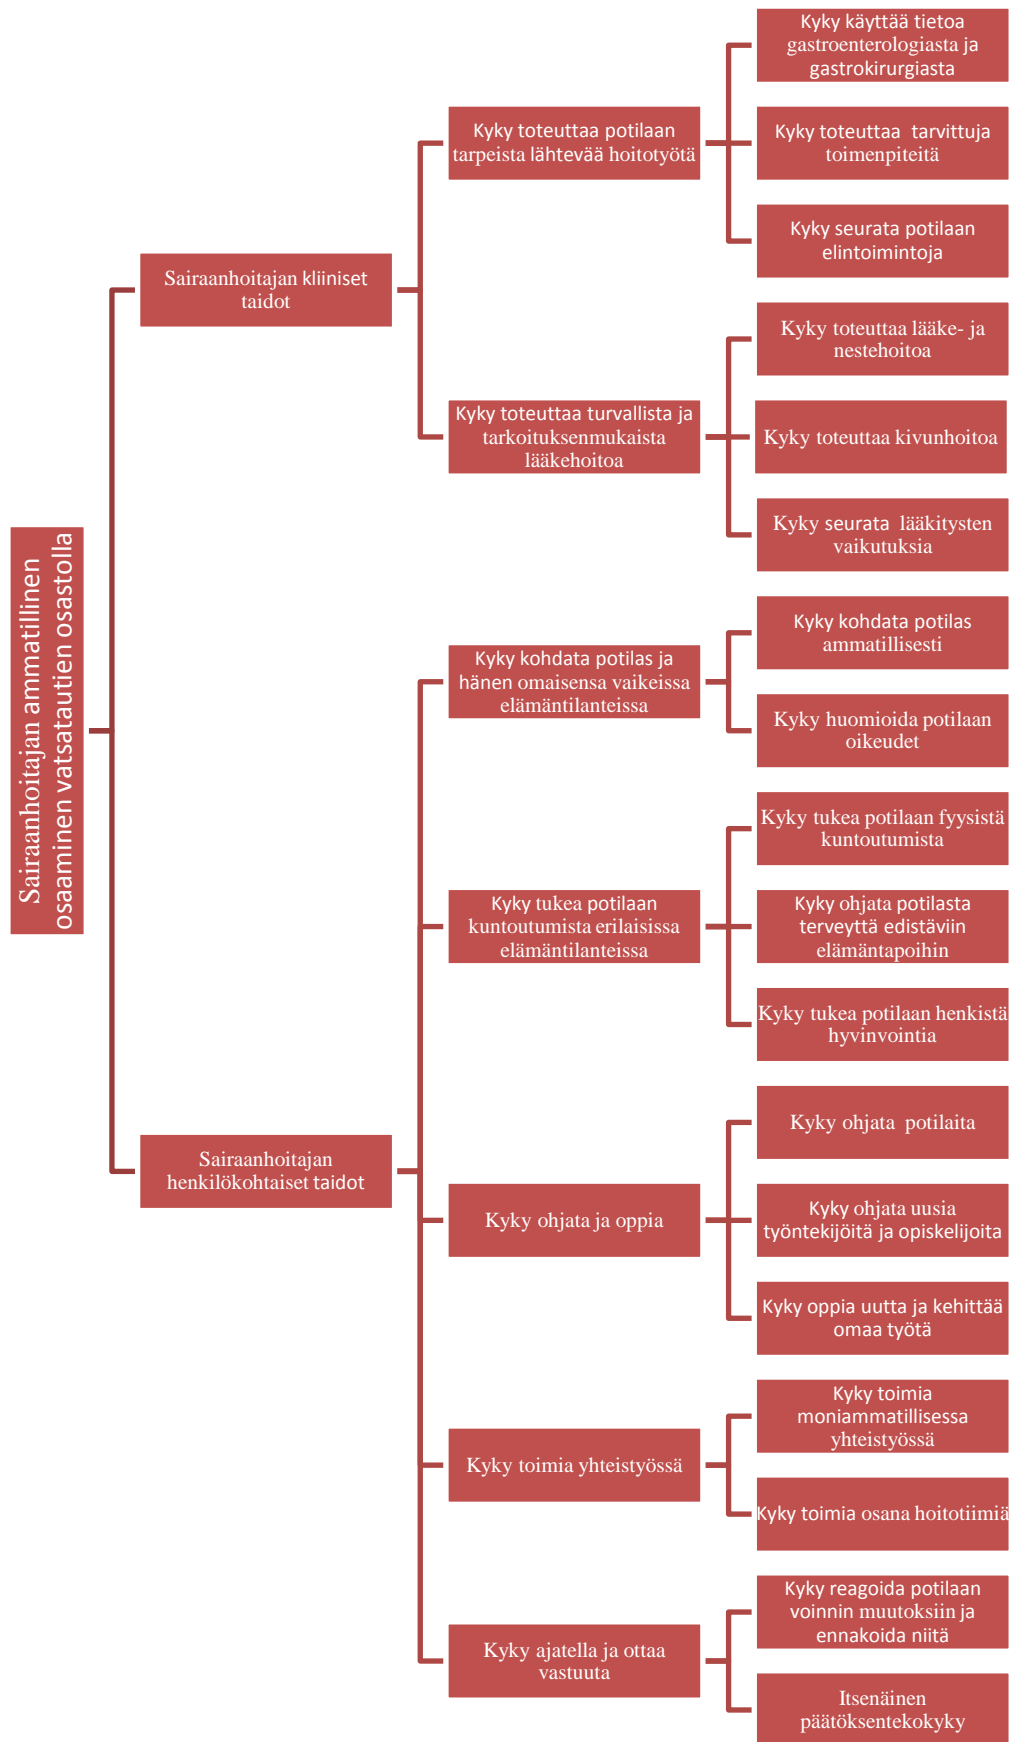 Sairaanhoitajan ammatillinen
osaaminen vatsatautien osastolla
Sairaanhoitajan kliiniset
taidot
Kyky toteuttaa potilaan
tarpeista lähtevää hoitotyötä
Kyky käyttää tietoa
gastroenterologiasta ja
gastrokirurgiasta
Kyky toteuttaa tarvittuja
toimenpiteitä
Kyky seurata potilaan
elintoimintoja
Kyky toteuttaa turvallista ja
tarkoituksenmukaista
lääkehoitoa
Kyky toteuttaa lääke- ja
nestehoitoa
Kyky toteuttaa kivunhoitoa
Kyky seurata lääkitysten
vaikutuksia
Sairaanhoitajan
henkilökohtaiset taidot
Kyky kohdata potilas ja
hänen omaisensa vaikeissa
elämäntilanteissa
Kyky kohdata potilas
ammatillisesti
Kyky huomioida potilaan
oikeudet
Kyky tukea potilaan
kuntoutumista erilaisissa
elämäntilanteissa
Kyky tukea potilaan fyysistä
kuntoutumista
Kyky ohjata potilasta
terveyttä edistäviin
elämäntapoihin
Kyky tukea potilaan henkistä
hyvinvointia
Kyky ohjata ja oppia
Kyky ohjata potilaita
Kyky ohjata uusia
työntekijöitä ja opiskelijoita
Kyky oppia uutta ja kehittää
omaa työtä
Kyky toimia yhteistyössä
Kyky toimia
moniammatillisessa
yhteistyössä
Kyky toimia osana hoitotiimiä
Kyky ajatella ja ottaa
vastuuta
Kyky reagoida potilaan
voinnin muutoksiin ja
ennakoida niitä
Itsenäinen
päätöksentekokyky